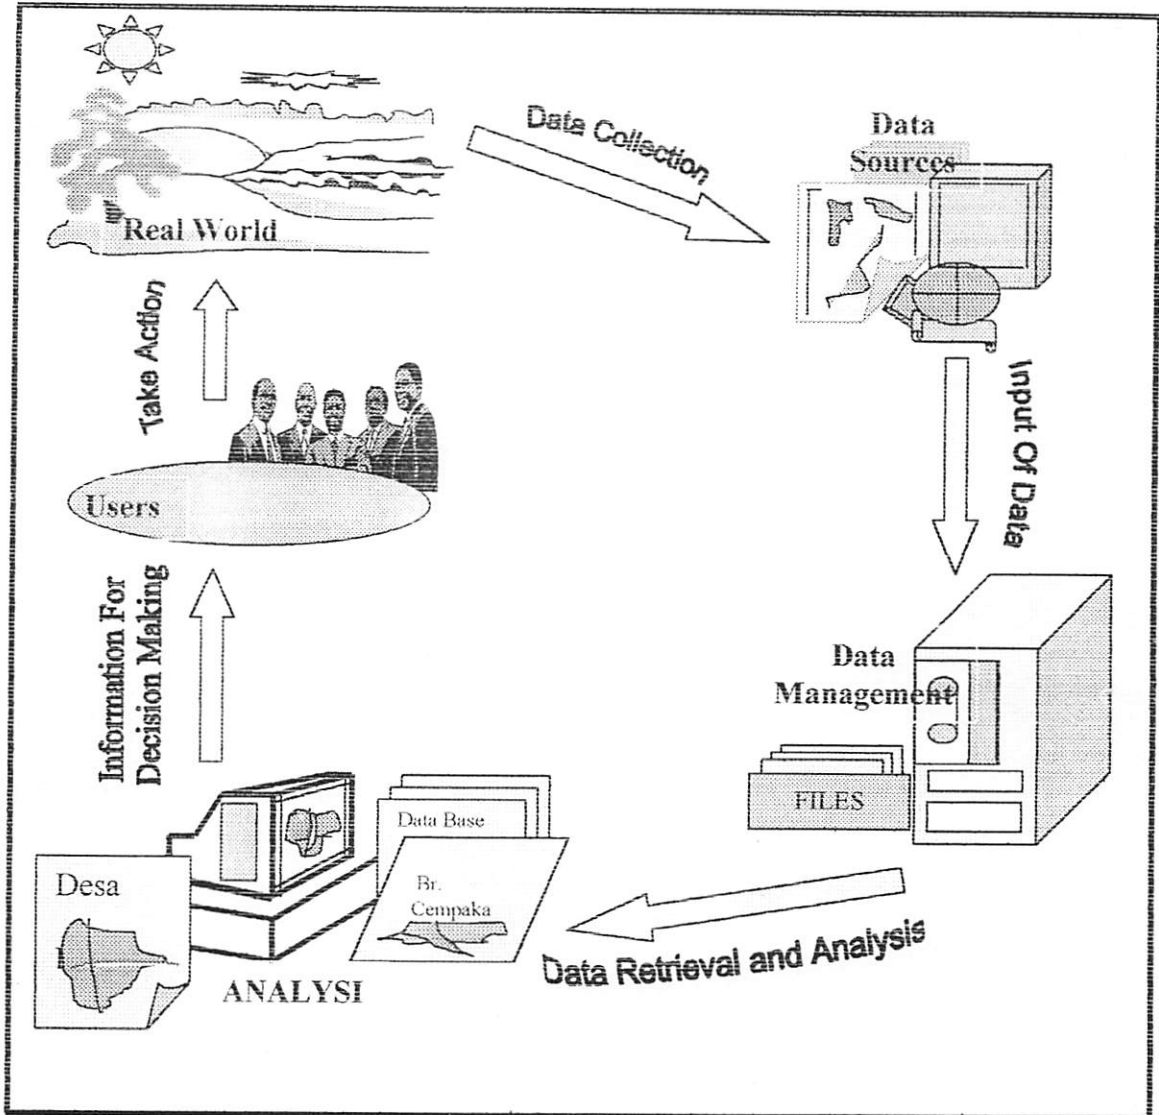 Real World
Data Collection
Data
Sources
Input Of Data
Data
Management
FILES
Data Retrieval and Analysis
Data Base
Br.
Cempaka
Desa
ANALYSI
Information For
Decision Making
Users
Take Action